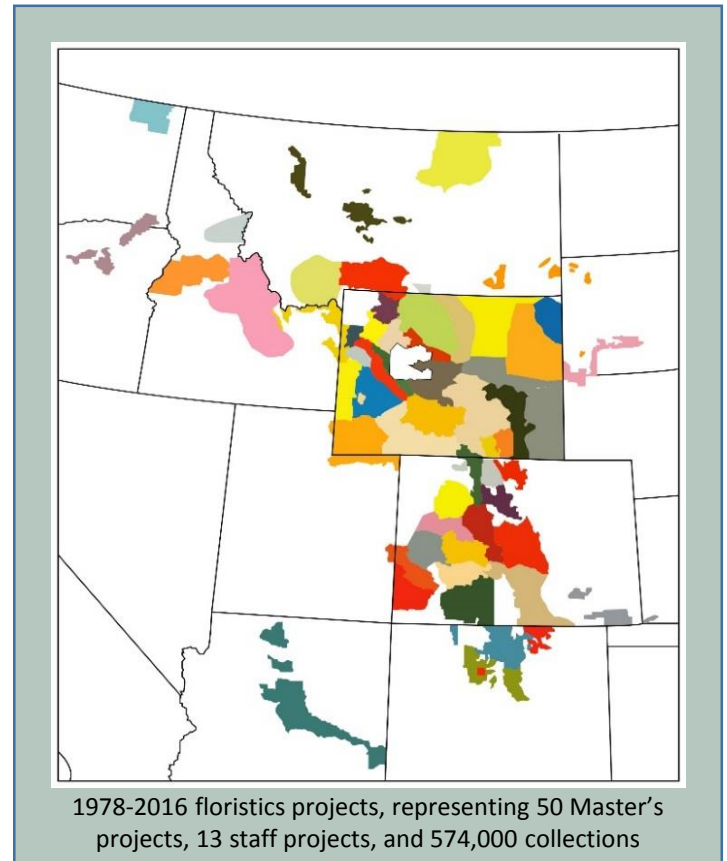 1978-2016 floristics projects, representing 50 Master’s
projects, 13 staff projects, and 574,000 collections